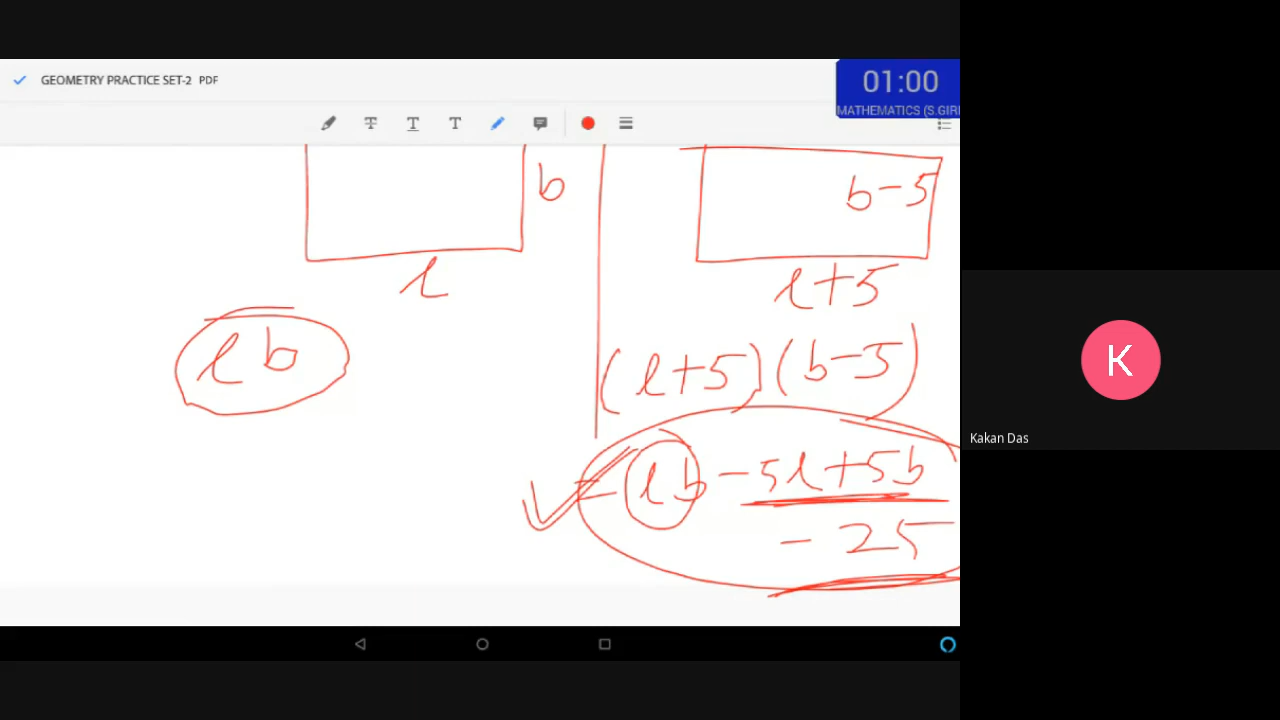 GEOMETRY PRACTICE SET-2 PDF
01:00
MATHEMATICS (S.GIRI
T T T
b
b-5
l
l+5
lb
(l+5)(b-5)
= lb -5l+5b
- 25
K
Kakan Das